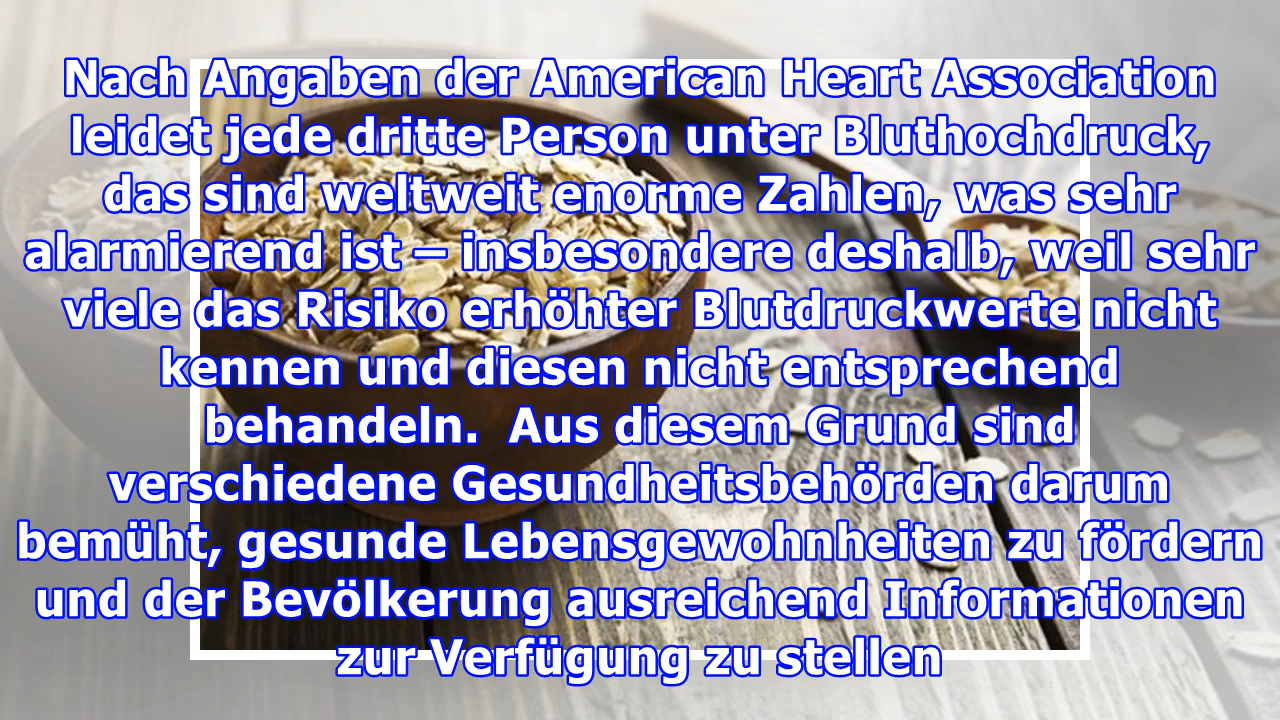 Nach Angaben der American Heart Association
leidet jede dritte Person unter Bluthochdruck,
das sind weltweit enorme Zahlen, was sehr
alarmierend ist – insbesondere deshalb, weil sehr
viele das Risiko erhöhter Blutdruckwerte nicht
kennen und diesen nicht entsprechend
behandeln.  Aus diesem Grund sind
verschiedene Gesundheitsbehörden darum
bemüht, gesunde Lebensgewohnheiten zu fördern
und der Bevölkerung ausreichend Informationen
zur Verfügung zu stellen